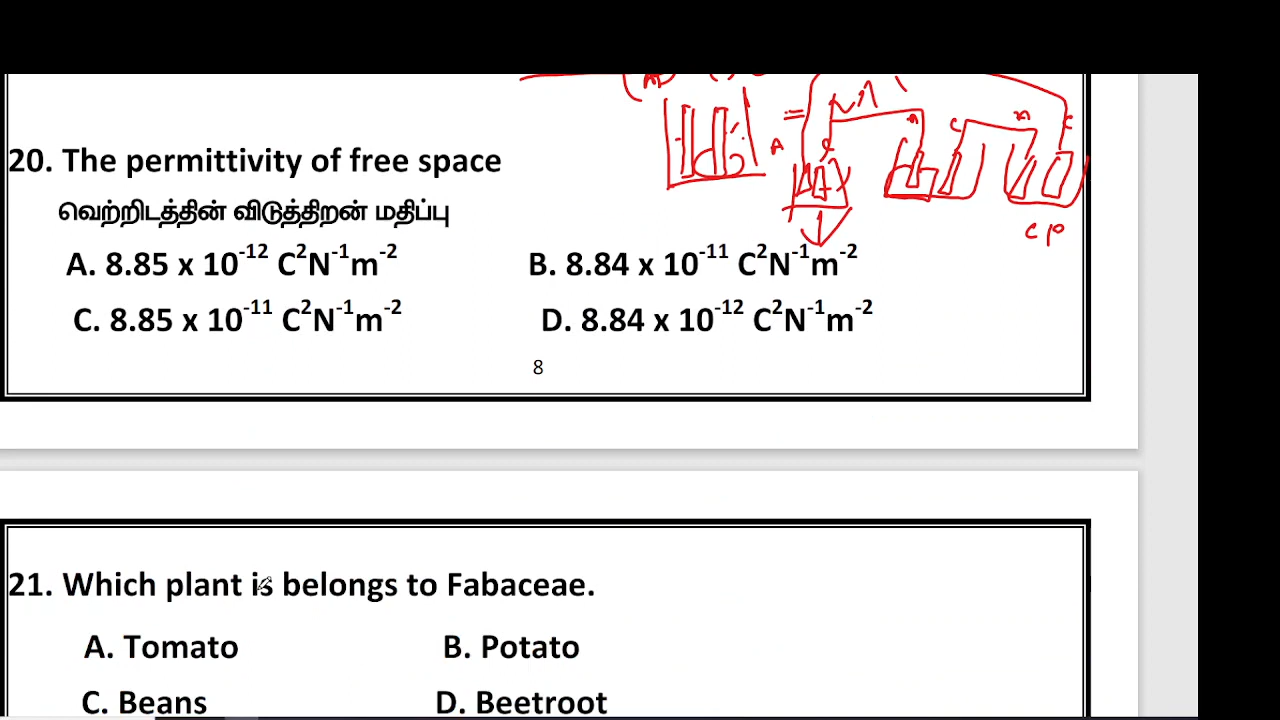 20. The permittivity of free space
வெற்றிடத்தின் விடுத்திறன் மதிப்பு
A. 8.85 x 10⁻¹² C²N⁻¹m⁻² B. 8.84 x 10⁻¹¹ C²N⁻¹m⁻²
C. 8.85 x 10⁻¹¹ C²N⁻¹m⁻² D. 8.84 x 10⁻¹² C²N⁻¹m⁻²
8
21. Which plant is belongs to Fabaceae.
A. Tomato B. Potato
C. Beans D. Beetroot